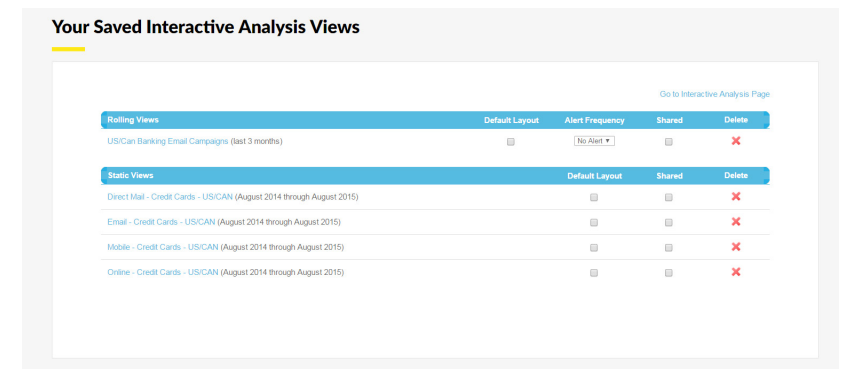 Your Saved Interactive Analysis Views
Go to Interactive Analysis Page
Rolling Views Default Layout Alert Frequency Shared Delete
US/Can Banking Email Campaigns (last 3 months) No Alert
Static Views Default Layout Shared Delete
Direct Mail - Credit Cards - US/CAN (August 2014 through August 2015)
Email - Credit Cards - US/CAN (August 2014 through August 2015)
Mobile - Credit Cards - US/CAN (August 2014 through August 2015)
Online - Credit Cards - US/CAN (August 2014 through August 2015)